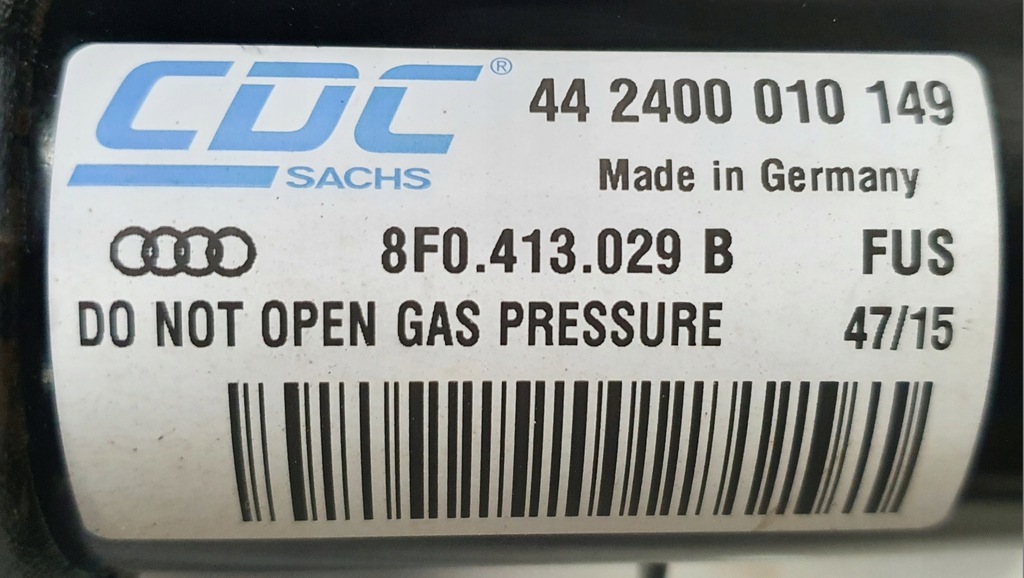 CDC® 44 2400 010 149
SACHS Made in Germany
8F0.413.029 B FUS
DO NOT OPEN GAS PRESSURE 47/15